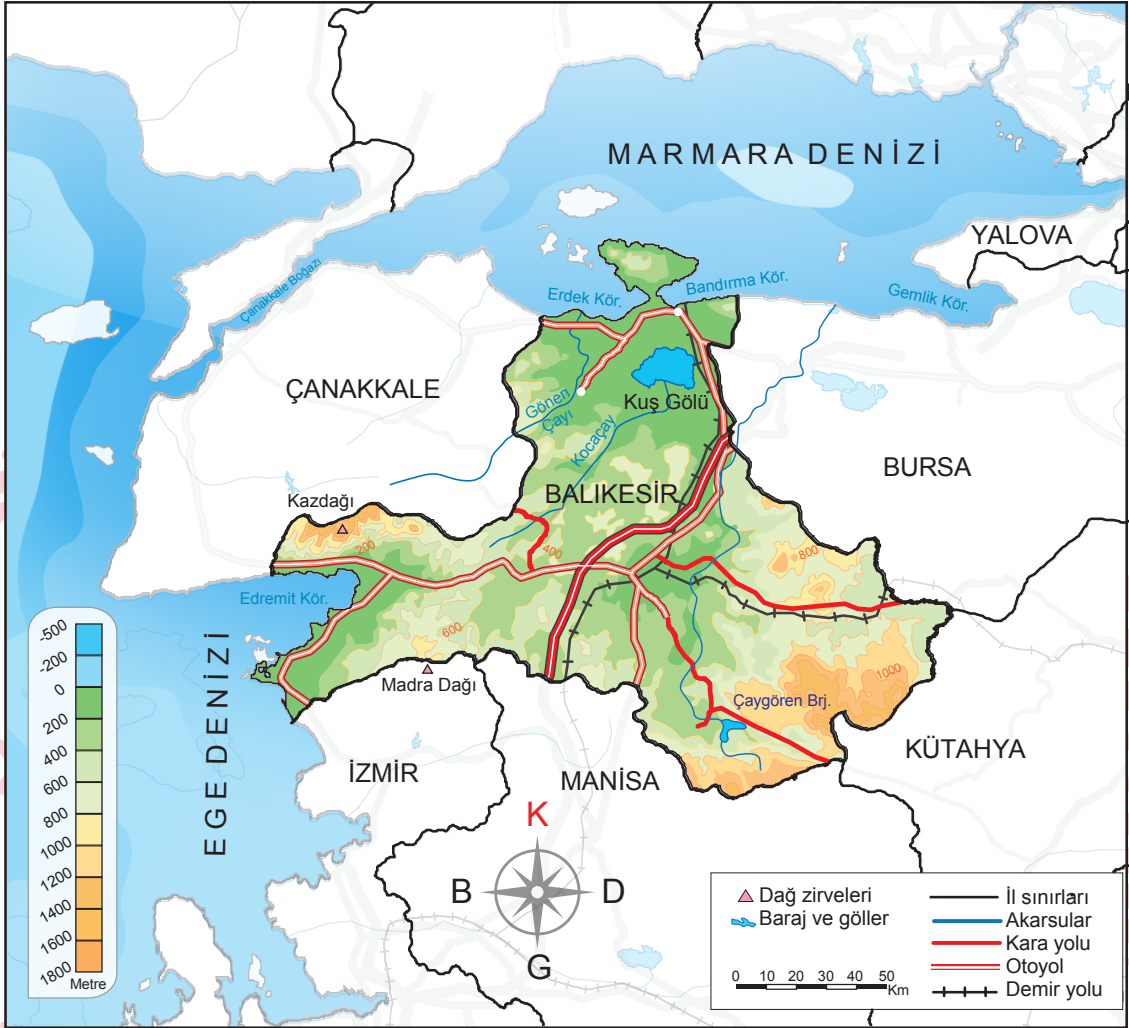 MARMARA DENİZİ
YALOVA
Çanakkale Boğazı
Erdek Kör.
Bandırma Kör.
Gemlik Kör.
ÇANAKKALE
Gönen
Çayı
Kuş Gölü
Kocaçay
BURSA
BALIKESİR
Kazdağı
200
400
800
Edremit Kör.
600
Madra Dağı
1000
Çaygören Brj.
EGE DENİZİ
İZMİR
MANİSA
KÜTAHYA
-500
-200
0
200
400
600
800
1000
1200
1400
1600
1800
Metre
K
B
D
G
Dağ zirveleri
Baraj ve göller
0 10 20 30 40 50
Km
İl sınırları
Akarsular
Kara yolu
Otoyol
Demir yolu